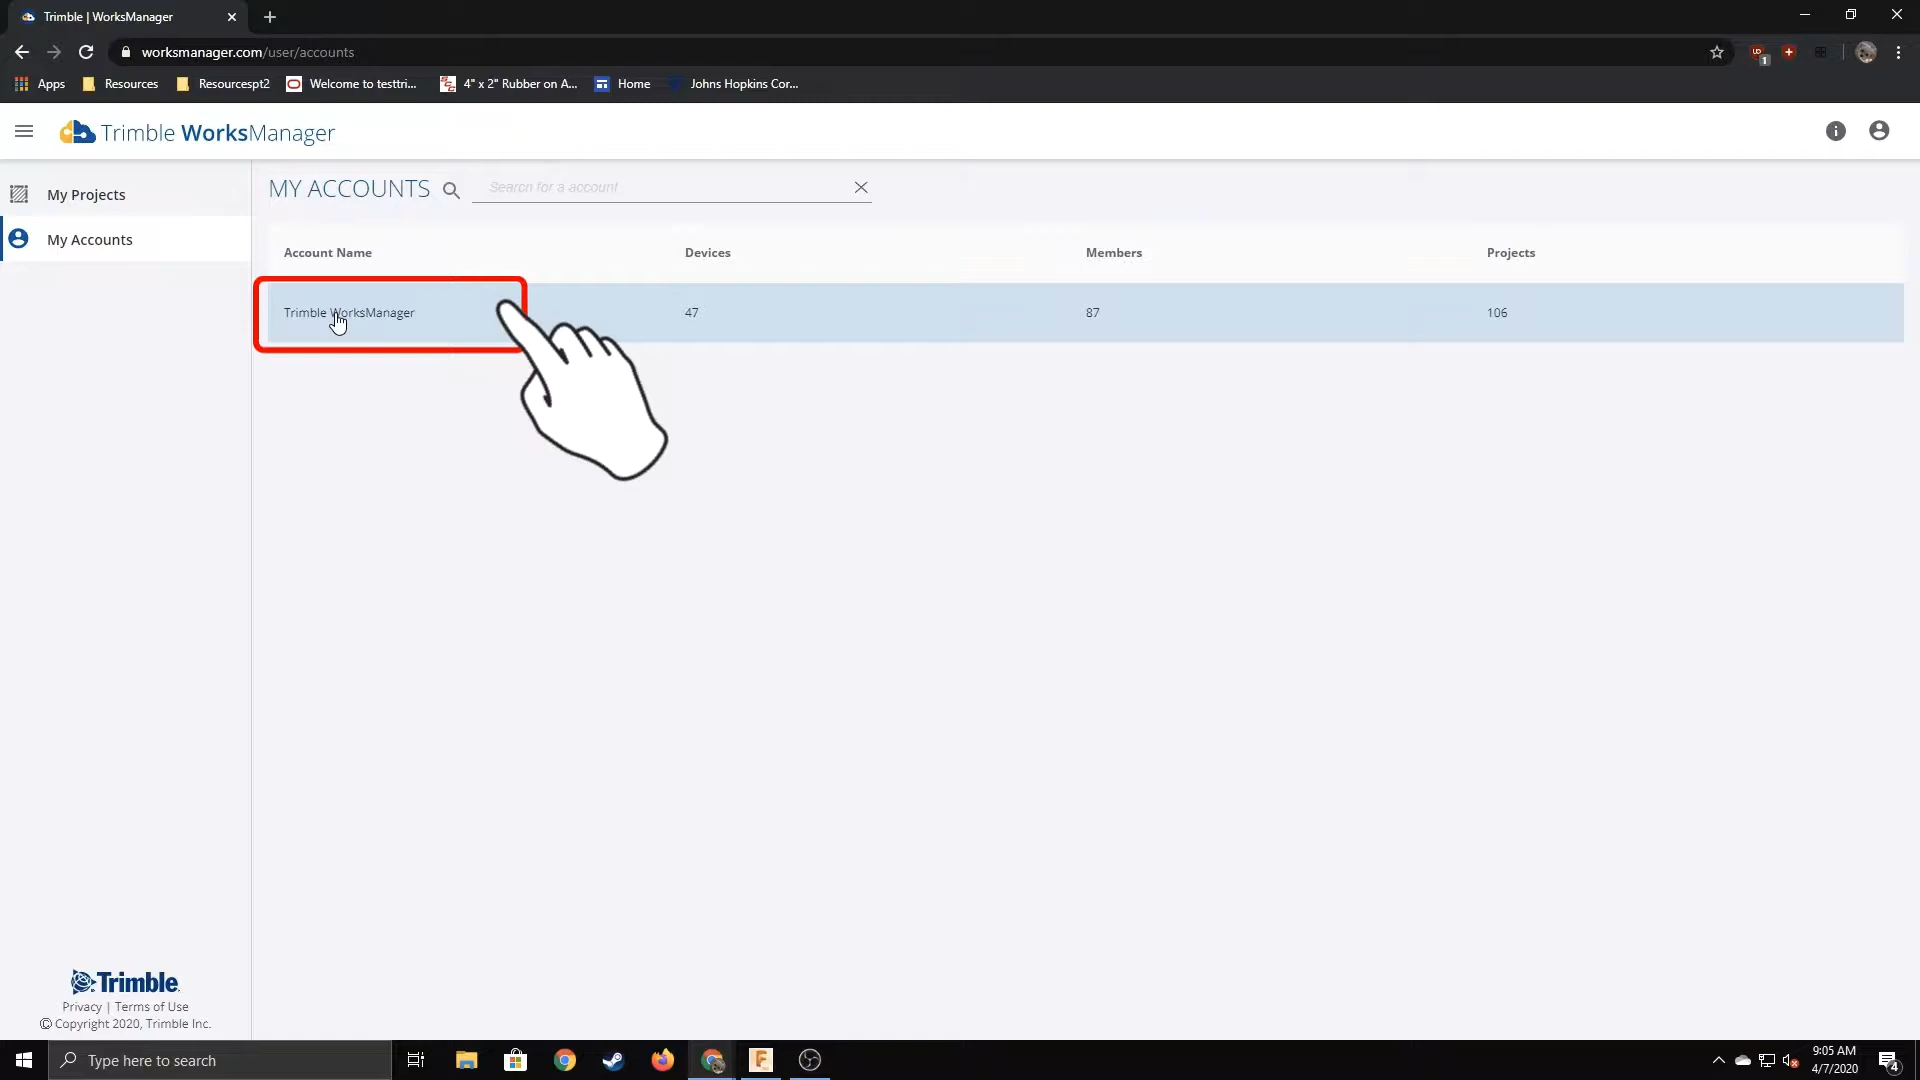 Trimble | WorksManager
worksmanager.com/user/accounts
1
Apps Resources Resourcespt2 Welcome to testtri... 4" x 2" Rubber on A... Home Johns Hopkins Cor...
Trimble WorksManager
My Projects
My Accounts
MY ACCOUNTS Search for a account
Account Name Devices Members Projects
Trimble WorksManager 47 87 106
Trimble
Privacy | Terms of Use
© Copyright 2020, Trimble Inc.
Type here to search
9:05 AM
4/7/2020
4